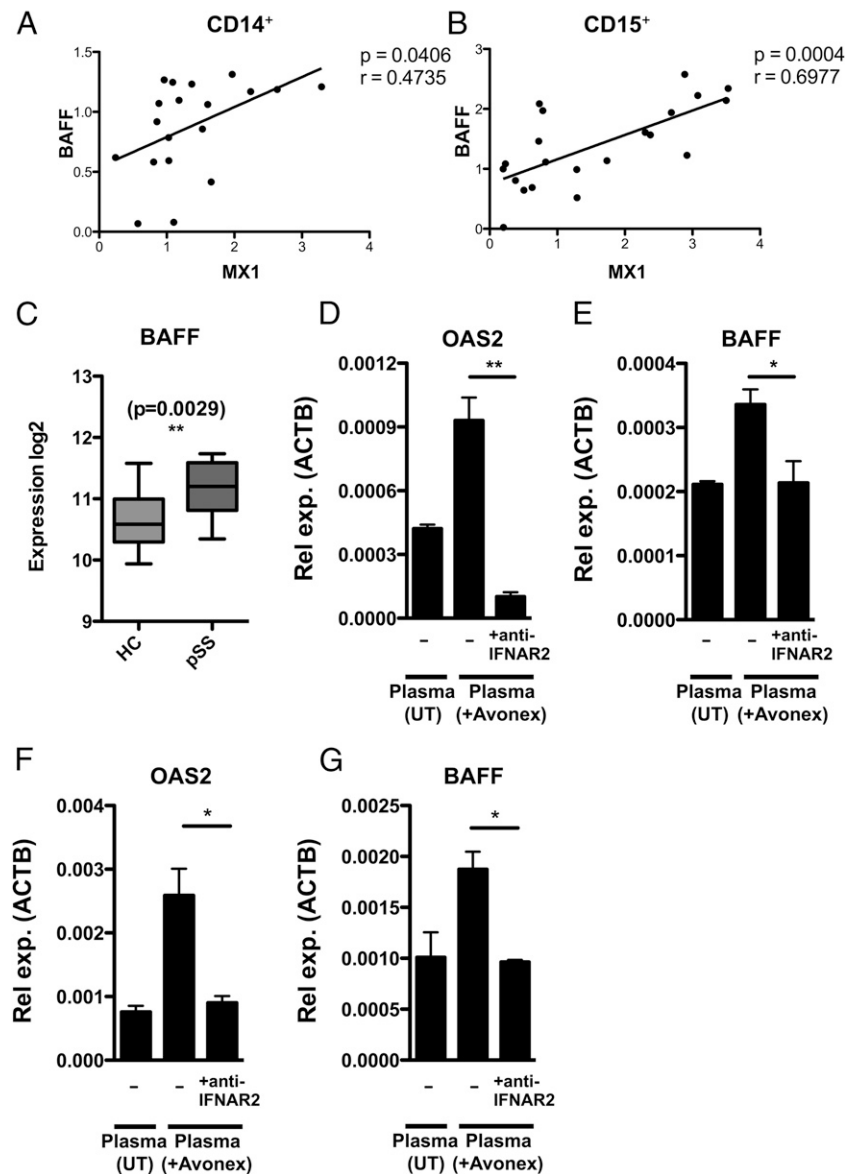 A
CD14+
p = 0.0406
r = 0.4735
BAFF
1.5
1.0
0.5
0.0
0 1 2 3 4
MX1
B
CD15+
p = 0.0004
r = 0.6977
BAFF
3
2
1
0
0 1 2 3 4
MX1
C
BAFF
(p=0.0029)
**
Expression log2
13
12
11
10
9
HC pSS
D
OAS2
**
Rel exp. (ACTB)
0.0012
0.0009
0.0006
0.0003
0.0000
– – +anti-
IFNAR2
Plasma Plasma
(UT) (+Avonex)
E
BAFF
*
Rel exp. (ACTB)
0.0004
0.0003
0.0002
0.0001
0.0000
– – +anti-
IFNAR2
Plasma Plasma
(UT) (+Avonex)
F
OAS2
*
Rel exp. (ACTB)
0.004
0.003
0.002
0.001
0.000
– – +anti-
IFNAR2
Plasma Plasma
(UT) (+Avonex)
G
BAFF
*
Rel exp. (ACTB)
0.0025
0.0020
0.0015
0.0010
0.0005
0.0000
– – +anti-
IFNAR2
Plasma Plasma
(UT) (+Avonex)